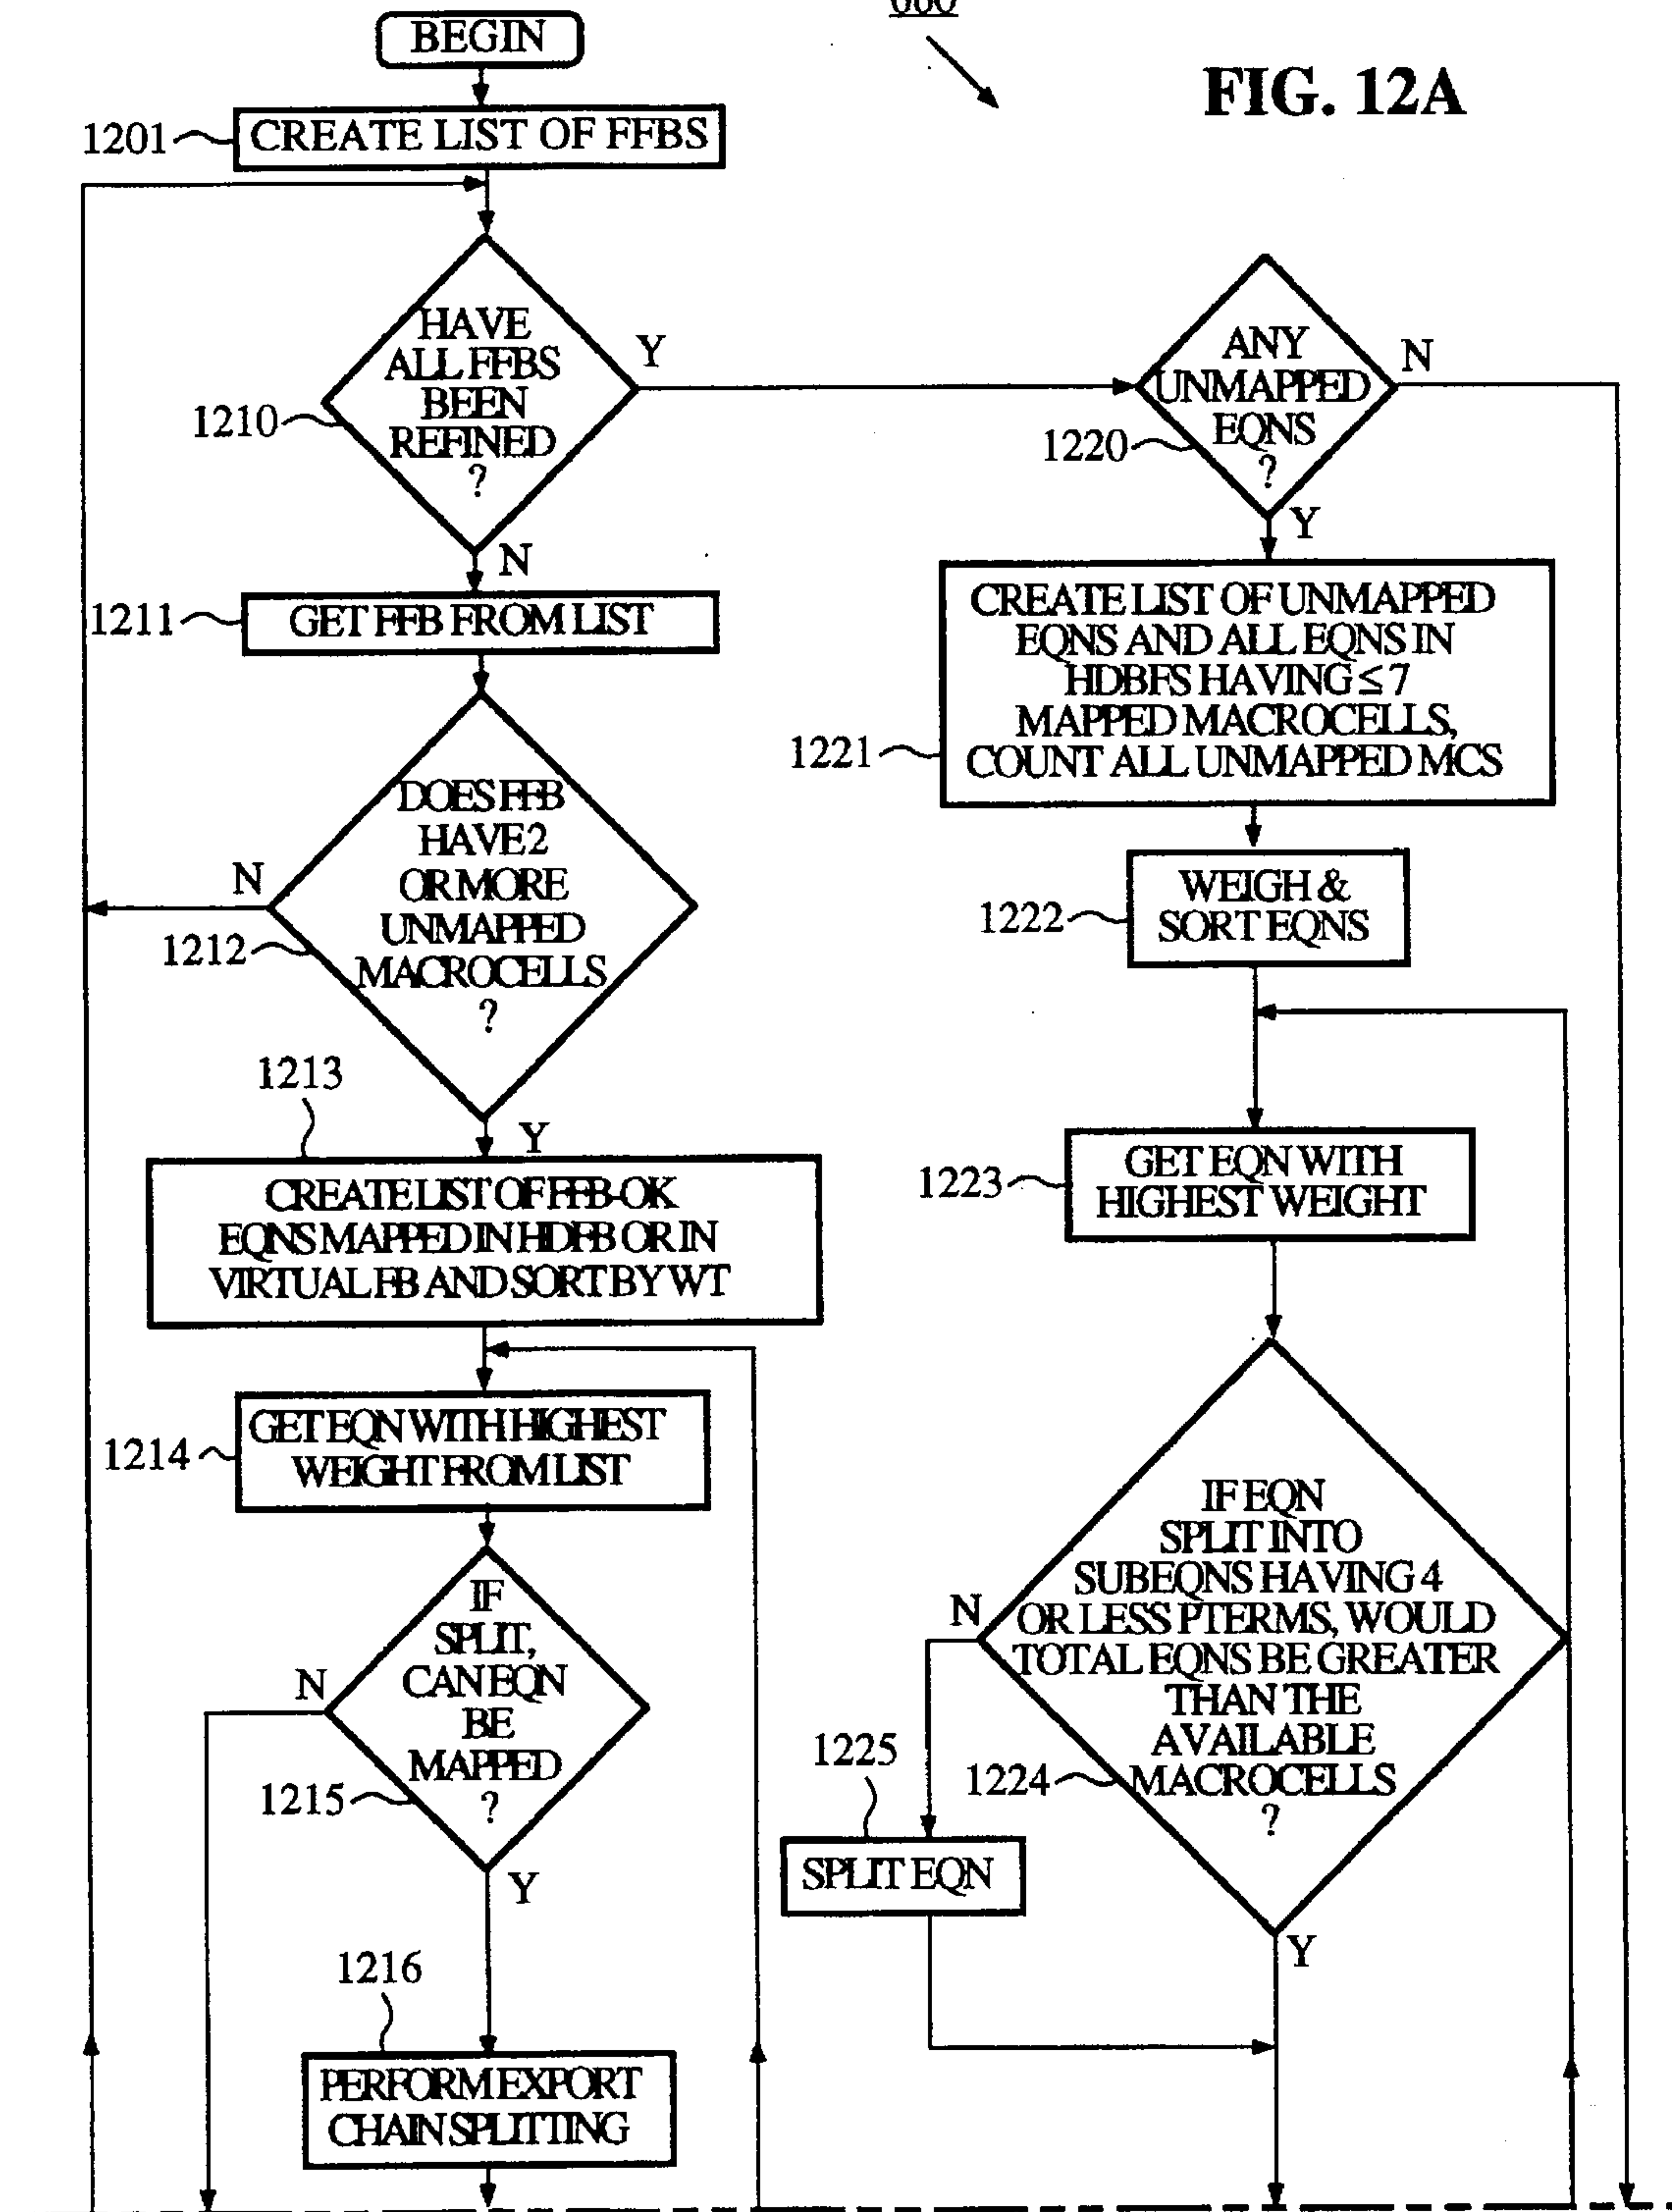 BEGIN
FIG. 12A
1201
CREATE LIST OF FFBS
HAVE
ALL FFBS
BEEN
REFINED
?
1210
Y
N
ANY
UNMAPPED
EQNS
?
1220
N
Y
1211
GET FFB FROM LIST
CREATE LIST OF UNMAPPED
EQNS AND ALL EQNS IN
HDBFS HAVING ≤ 7
MAPPED MACROCELLS,
COUNT ALL UNMAPPED MCS
1221
DOES FFB
HAVE 2
OR MORE
UNMAPPED
MACROCELLS
?
N
1212
Y
WEIGH &
SORT EQNS
1222
1213
CREATE LIST OF FFB-OK
EQNS MAPPED IN HDFB OR IN
VIRTUAL FB AND SORT BY WT
GET EQN WITH
HIGHEST WEIGHT
1223
1214
GET EQN WITH HIGHEST
WEIGHT FROM LIST
IF EQN
SPLIT INTO
SUBEQNS HAVING 4
OR LESS PTERMS, WOULD
TOTAL EQNS BE GREATER
THAN THE
AVAILABLE
MACROCELLS
?
N
1224
Y
IF
SPLIT,
CAN EQN
BE
MAPPED
?
N
1215
Y
1225
SPLIT EQN
1216
PERFORM EXPORT
CHAIN SPLITTING